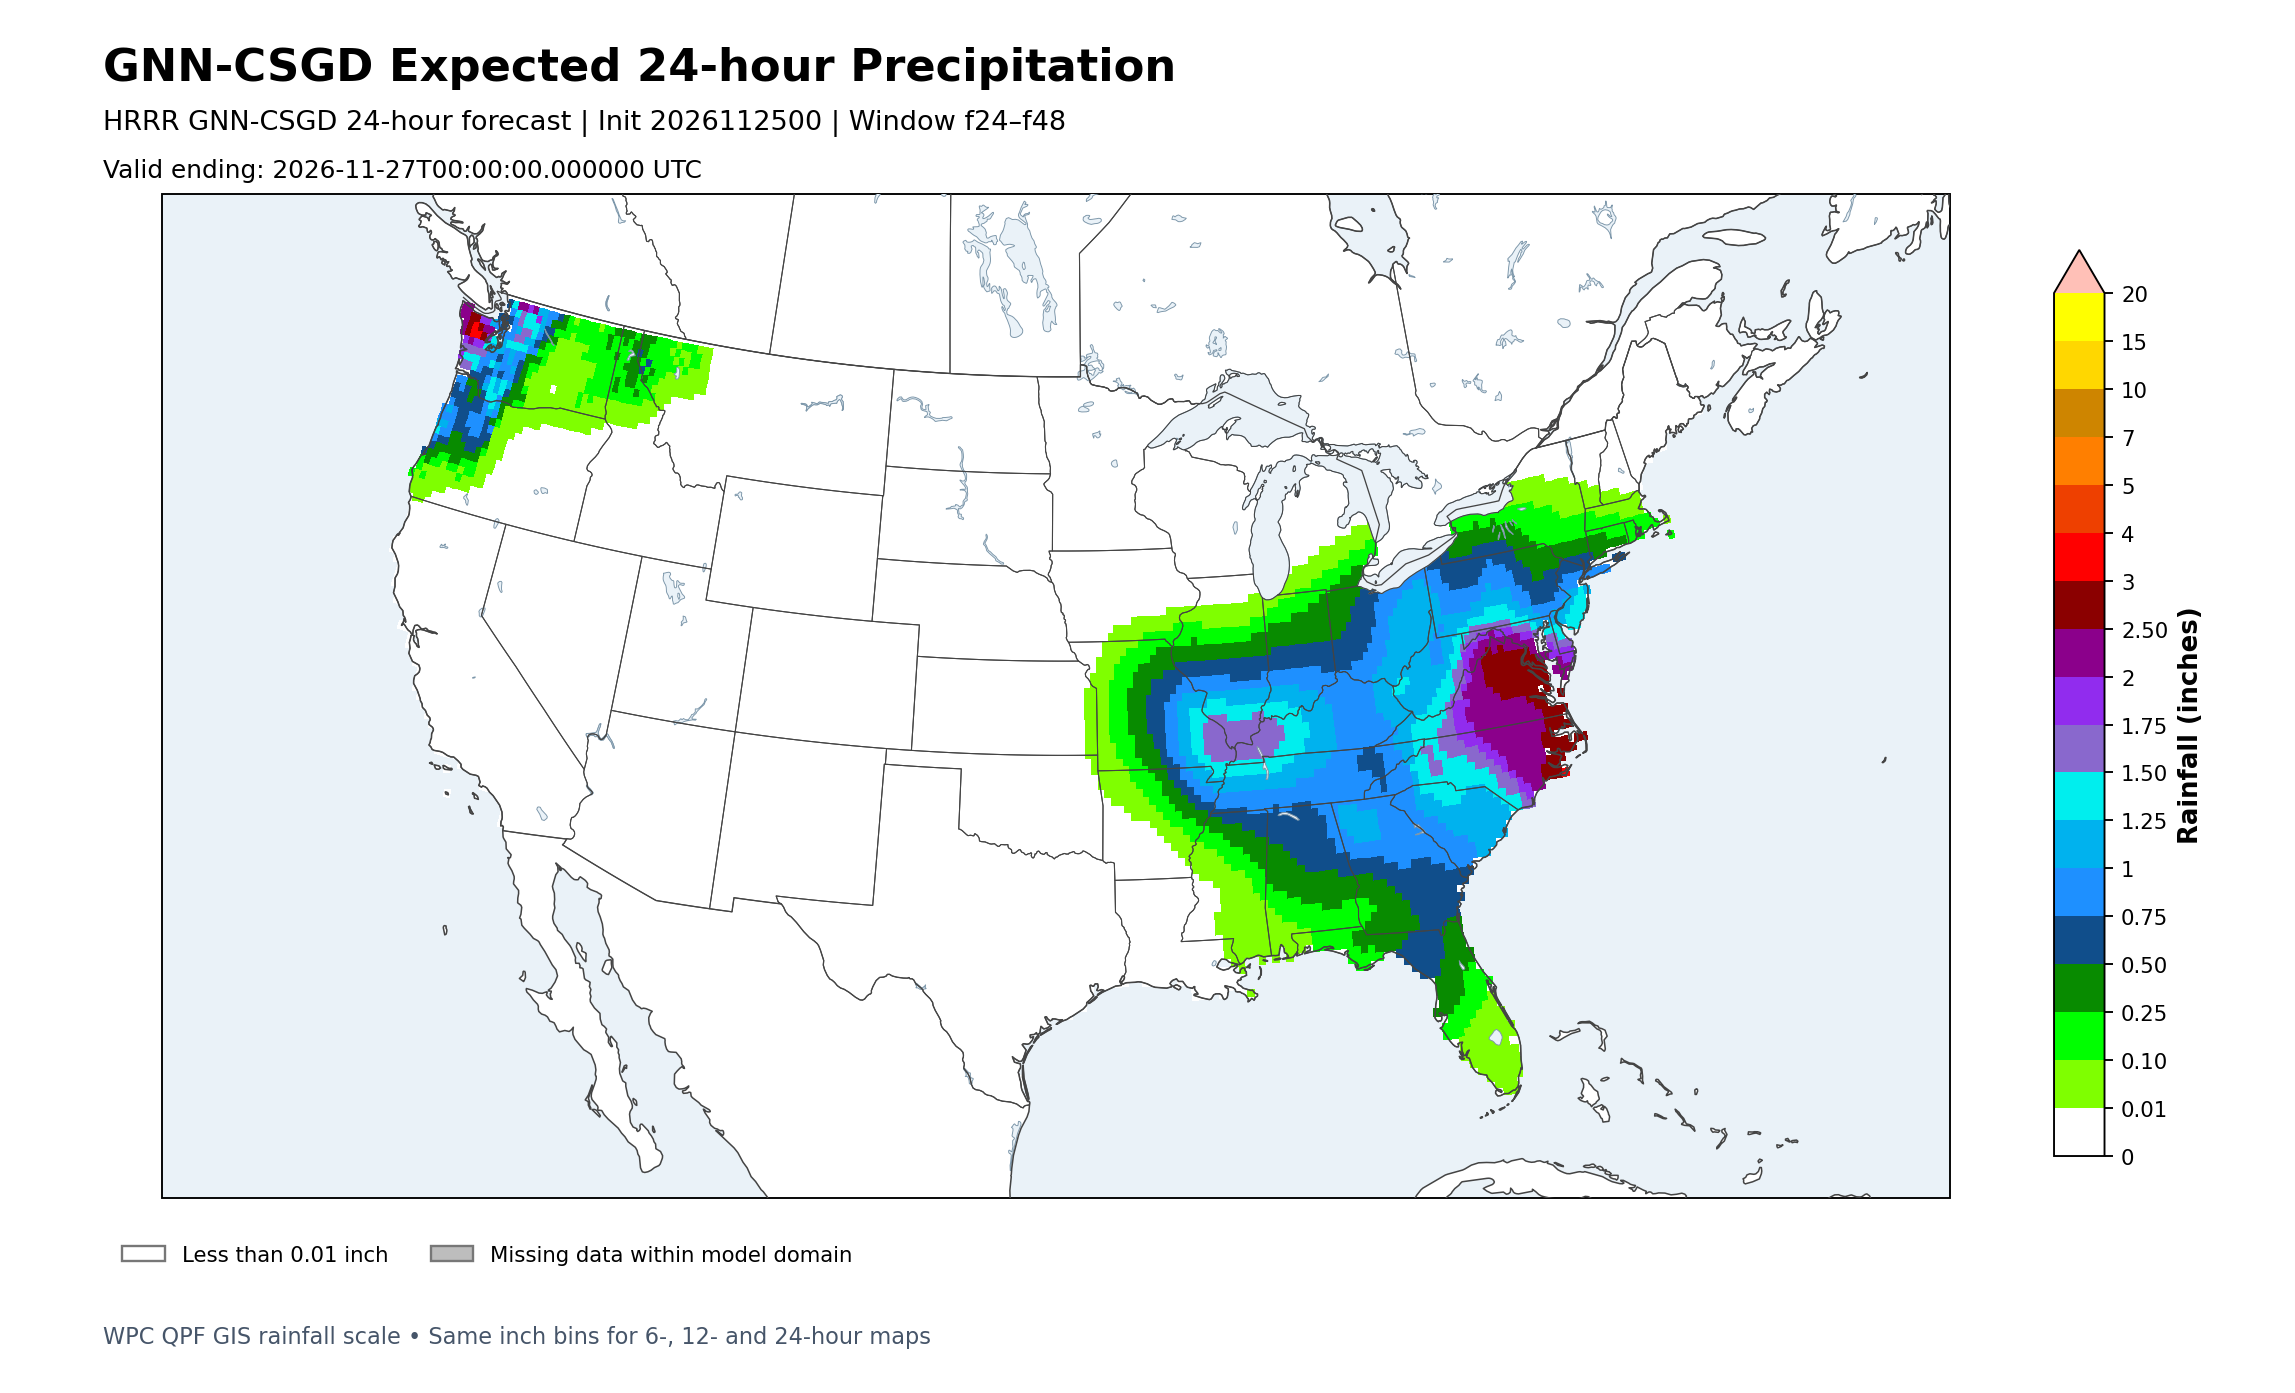 GNN-CSGD Expected 24-hour Precipitation
HRRR GNN-CSGD 24-hour forecast | Init 2026112500 | Window f24–f48
Valid ending: 2026-11-27T00:00:00.000000 UTC
20
15
10
7
5
4
3
2.50
2
1.75
1.50
1.25
1
0.75
0.50
0.25
0.10
0.01
0
Rainfall (inches)
Less than 0.01 inch
Missing data within model domain
WPC QPF GIS rainfall scale • Same inch bins for 6-, 12- and 24-hour maps